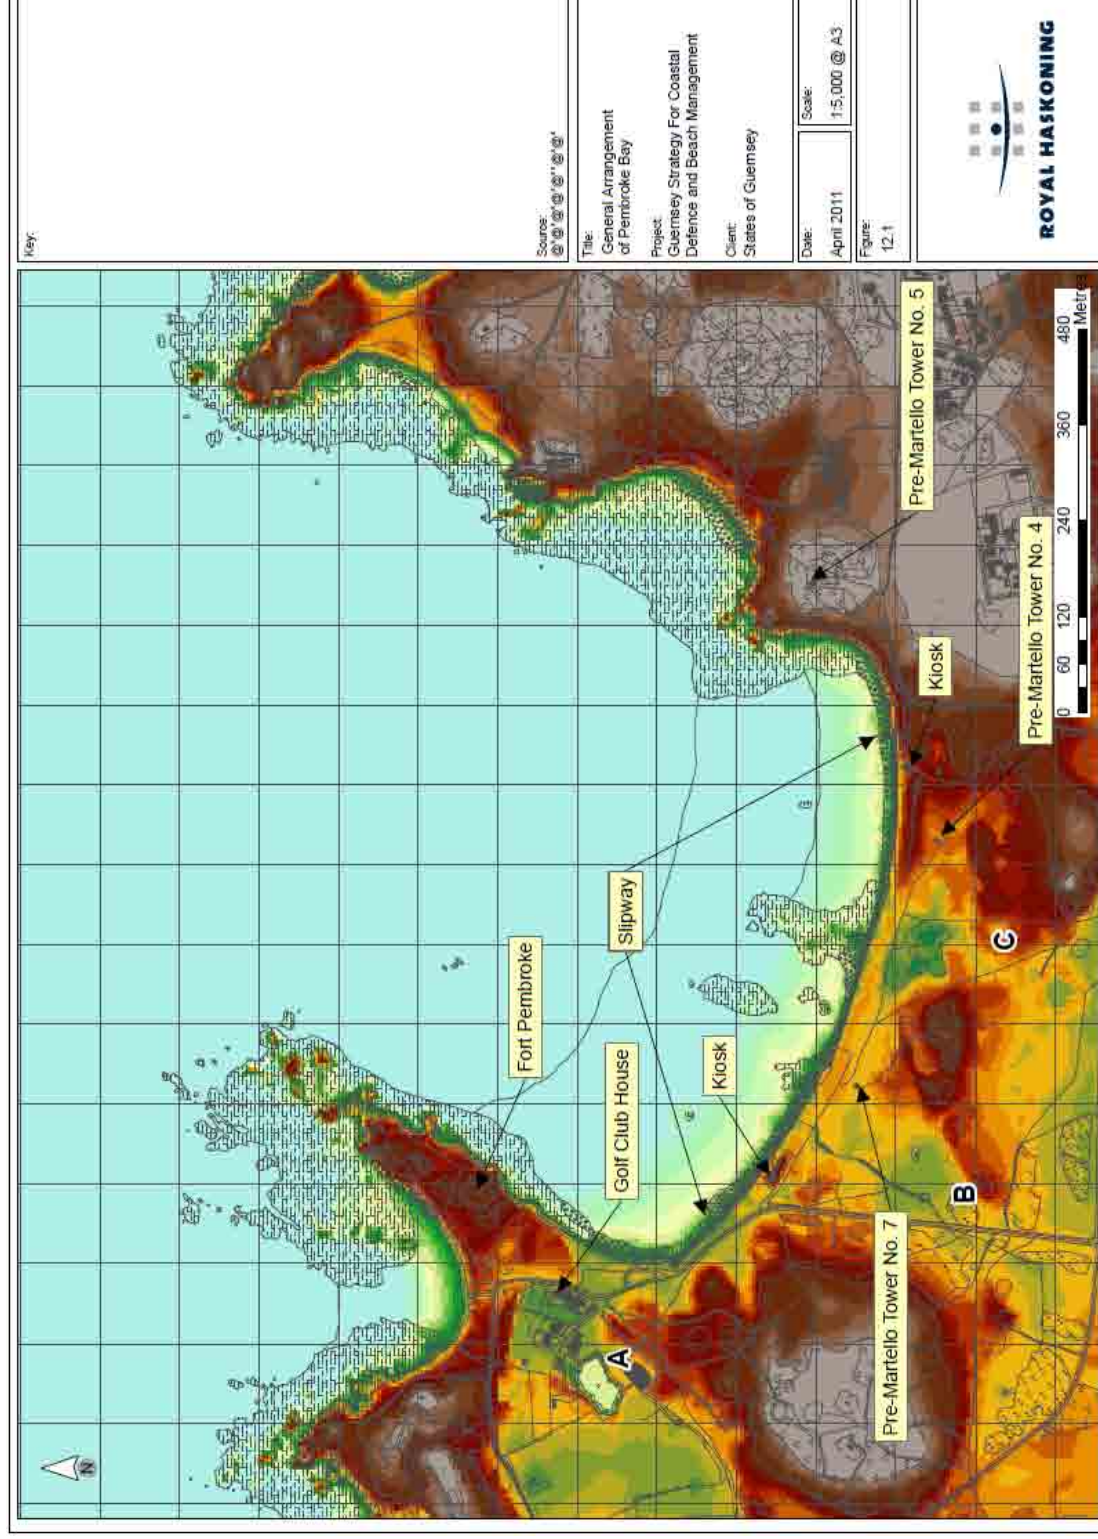 N
Fort Pembroke
Golf Club House
Slipway
Kiosk
Kiosk
Pre-Martello Tower No. 7
Pre-Martello Tower No. 4
Pre-Martello Tower No. 5
A
B
C
0 60 120 240 360 480
Metres
Key:
Source:
Title:
General Arrangement
of Pembroke Bay
Project:
Guernsey Strategy For Coastal
Defence and Beach Management
Client:
States of Guernsey
Date:
April 2011
Scale:
1:5,000 @ A3
Figure:
12.1
ROYAL HASKONING